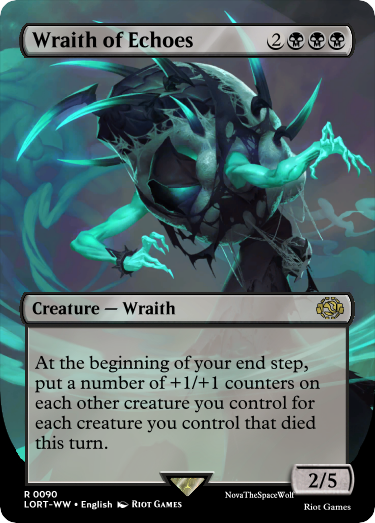 Wraith of Echoes 2
Creature — Wraith
At the beginning of your end step,
put a number of +1/+1 counters on
each other creature you control for
each creature you control that died
this turn.
2/5
R 0090
LORT-WW • English RIOT GAMES
NovaTheSpaceWolf
Riot Games